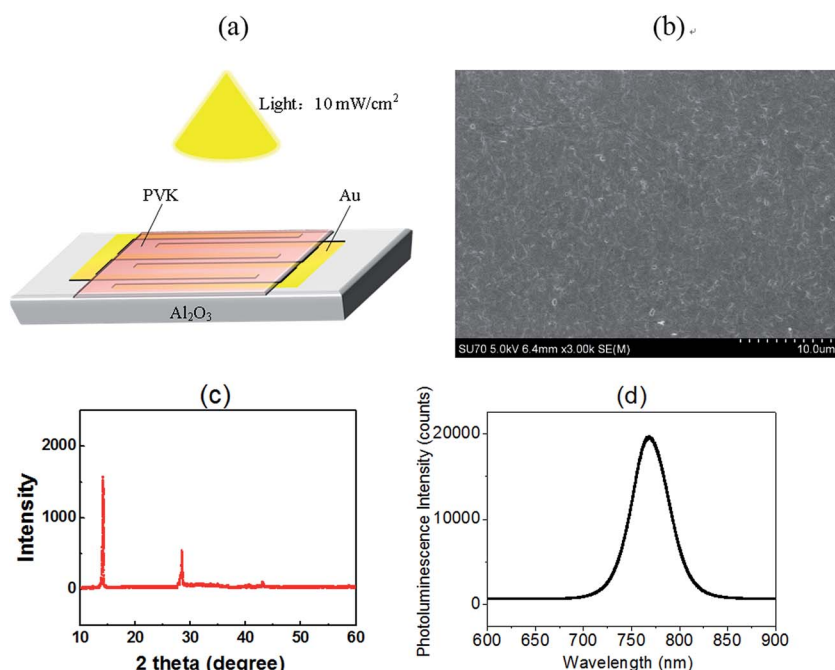 (a)
(b)
Light: 10 mW/cm²
PVK
Au
Al₂O₃
SU70 5.0kV 6.4mm x3.00k SE(M)
10.0um
(c)
2000
1000
0
Intensity
10 20 30 40 50 60
2 theta (degree)
(d)
20000
10000
0
Photoluminescence Intensity (counts)
600 650 700 750 800 850 900
Wavelength (nm)